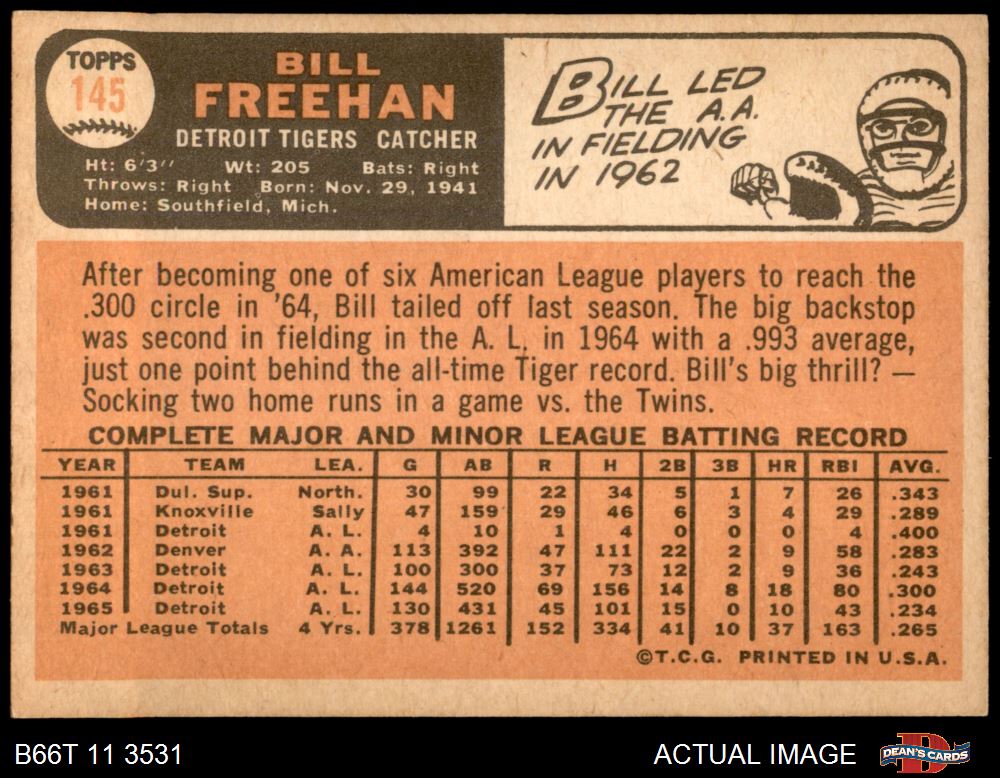 TOPPS
145
BILL
FREEHAN
DETROIT TIGERS CATCHER
Ht: 6'3" Wt: 205 Bats: Right
Throws: Right Born: Nov. 29, 1941
Home: Southfield, Mich.
BILL LED
THE A.A.
IN FIELDING
IN 1962
After becoming one of six American League players to reach the
.300 circle in '64, Bill tailed off last season. The big backstop
was second in fielding in the A. L. in 1964 with a .993 average,
just one point behind the all-time Tiger record. Bill's big thrill? —
Socking two home runs in a game vs. the Twins.
COMPLETE MAJOR AND MINOR LEAGUE BATTING RECORD
YEAR TEAM LEA. G AB R H 2B 3B HR RBI AVG.
1961 Dul. Sup. North. 30 99 22 34 5 1 7 26 .343
1961 Knoxville Sally 47 159 29 46 6 3 4 29 .289
1961 Detroit A. L. 4 10 1 4 0 0 0 4 .400
1962 Denver A. A. 113 392 47 111 22 2 9 58 .283
1963 Detroit A. L. 100 300 37 73 12 2 9 36 .243
1964 Detroit A. L. 144 520 69 156 14 8 18 80 .300
1965 Detroit A. L. 130 431 45 101 15 0 10 43 .234
Major League Totals 4 Yrs. 378 1261 152 334 41 10 37 163 .265
©T.C.G. PRINTED IN U.S.A.
B66T 11 3531
ACTUAL IMAGE
DEAN'S CARDS